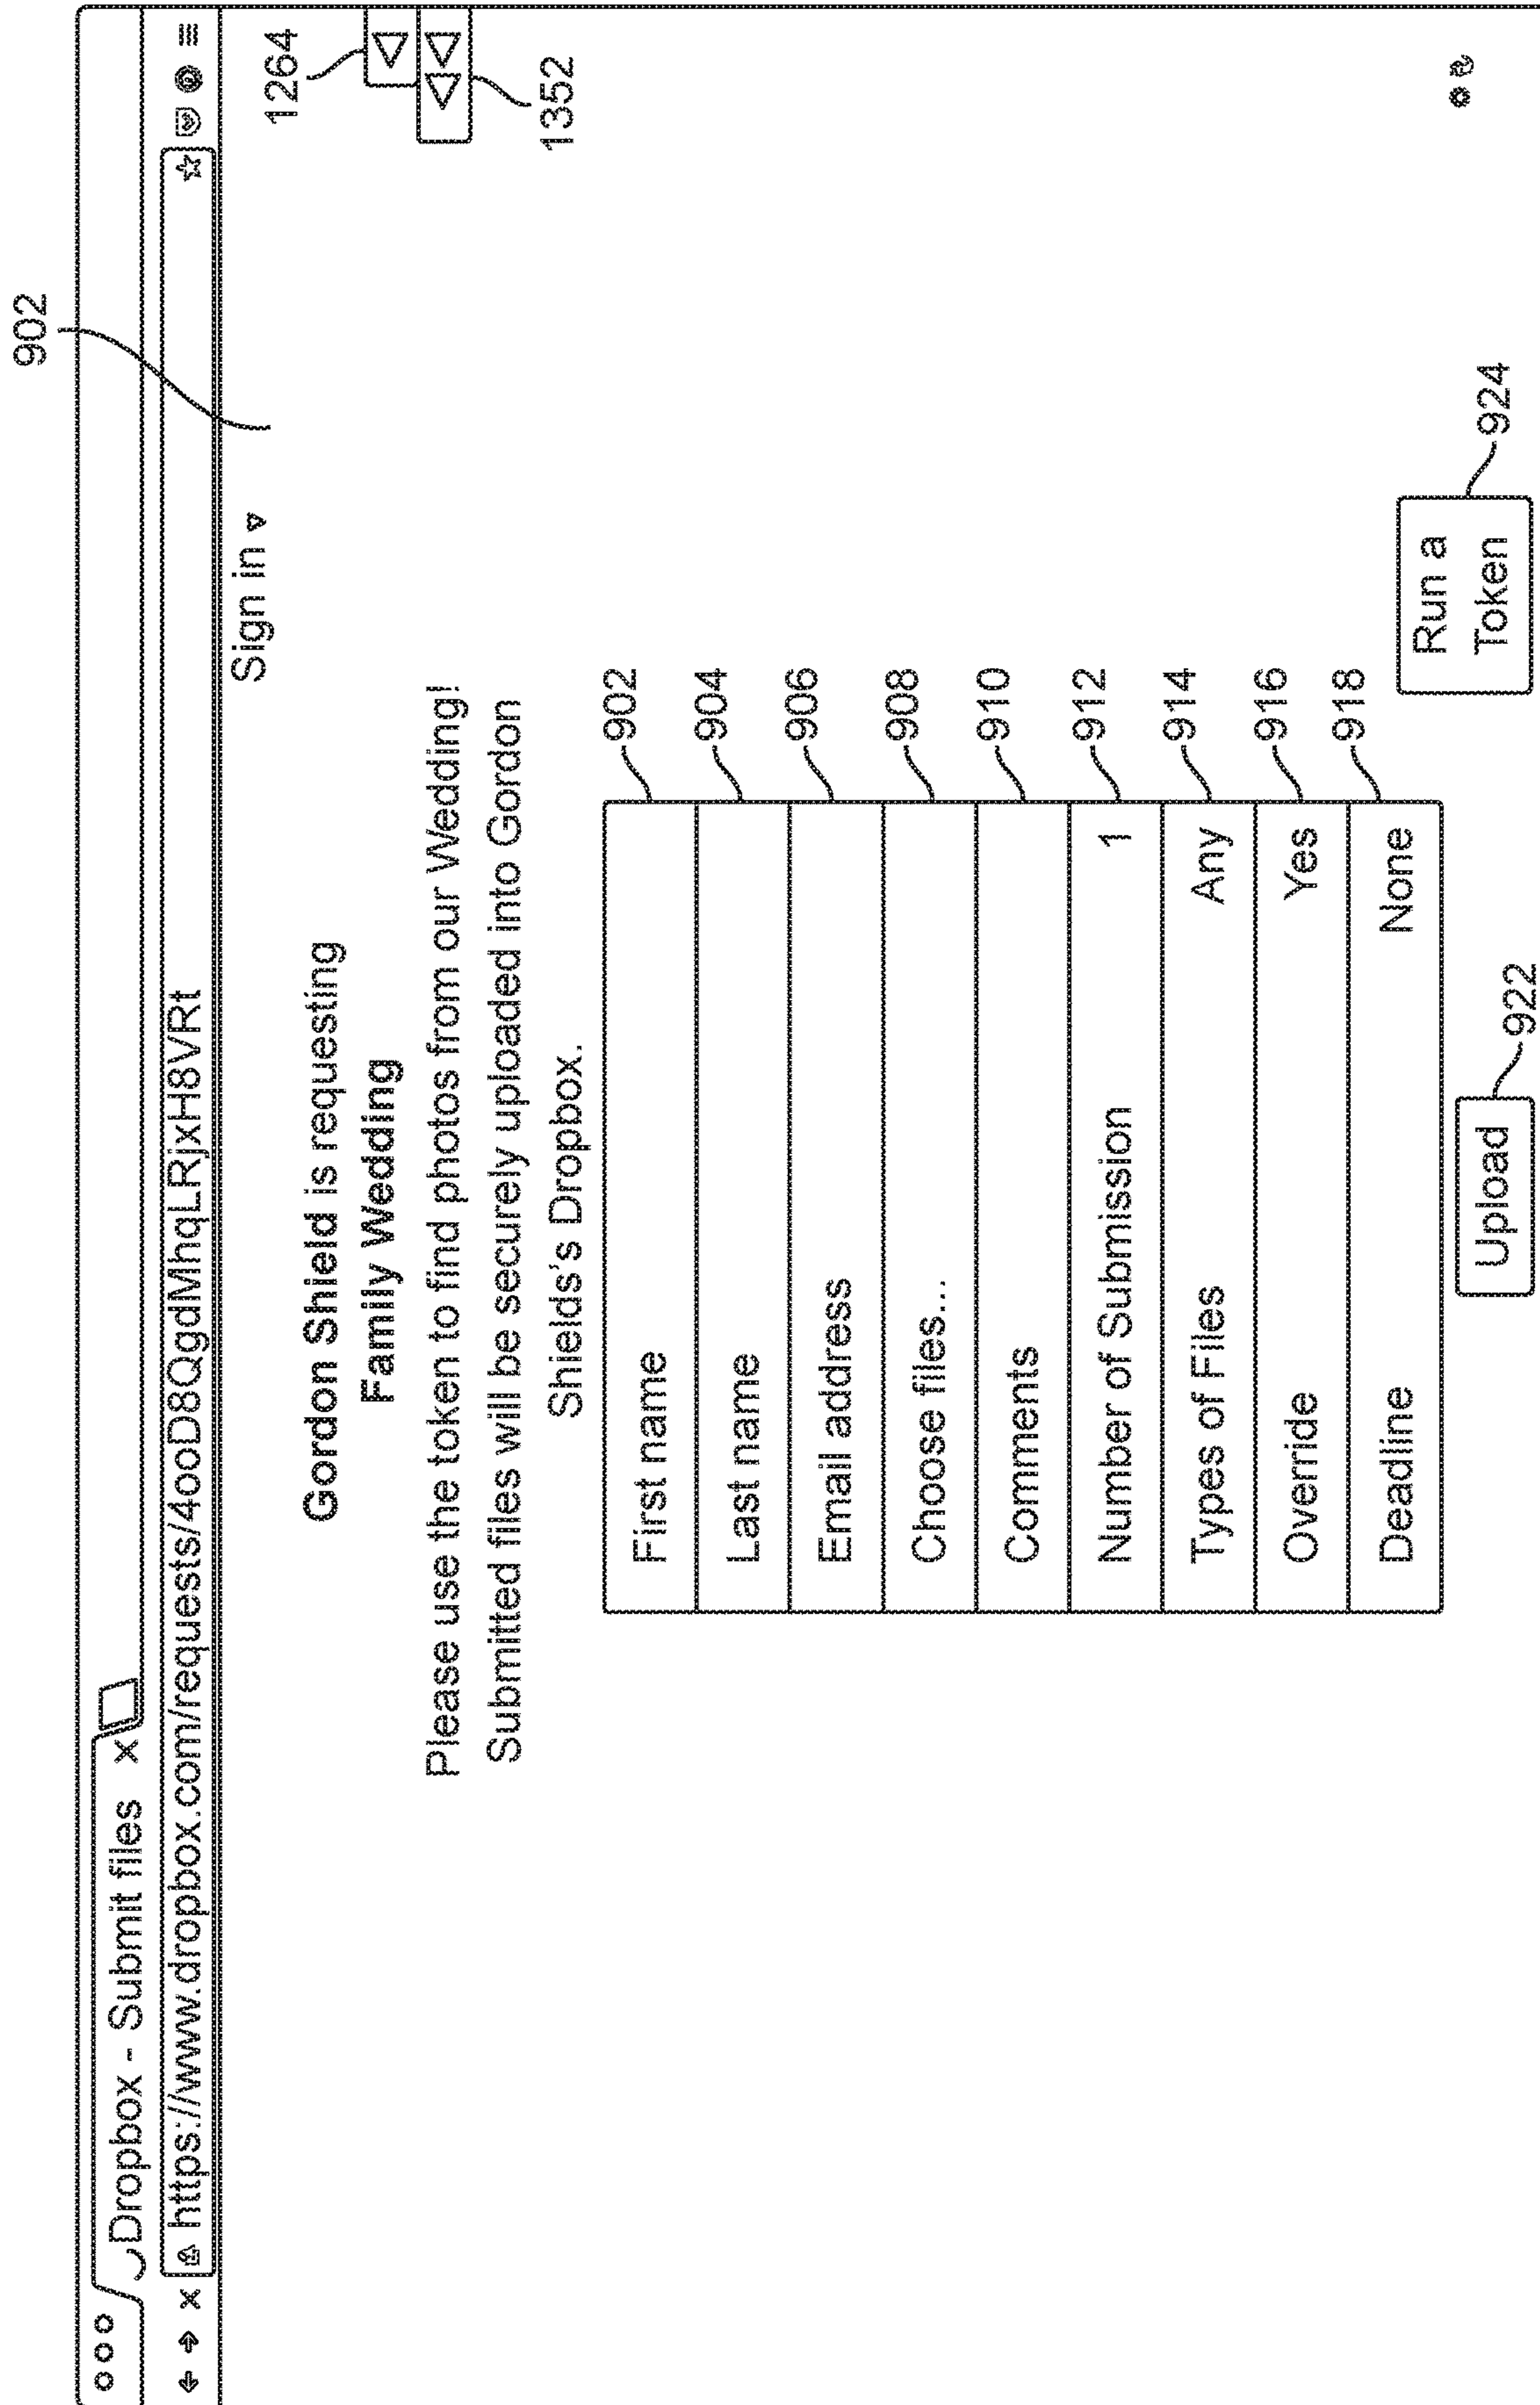 902
Dropbox - Submit files x
https://www.dropbox.com/requests/4ooD8QgdMhqLRjxH8VRt
Sign in
1264
1352
Gordon Shield is requesting
Family Wedding
Please use the token to find photos from our Wedding!
Submitted files will be securely uploaded into Gordon
Shields's Dropbox.
First name 902
Last name 904
Email address 906
Choose files... 908
Comments 910
Number of Submission 1 912
Types of Files Any 914
Override Yes 916
Deadline None 918
Upload 922
Run a
Token 924